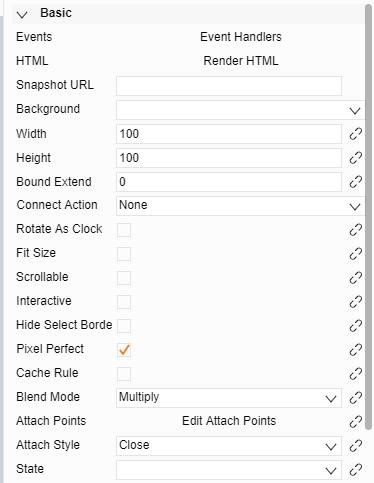 Basic
Events Event Handlers
HTML Render HTML
Snapshot URL
Background
Width 100
Height 100
Bound Extend 0
Connect Action None
Rotate As Clock
Fit Size
Scrollable
Interactive
Hide Select Borde
Pixel Perfect
Cache Rule
Blend Mode Multiply
Attach Points Edit Attach Points
Attach Style Close
State